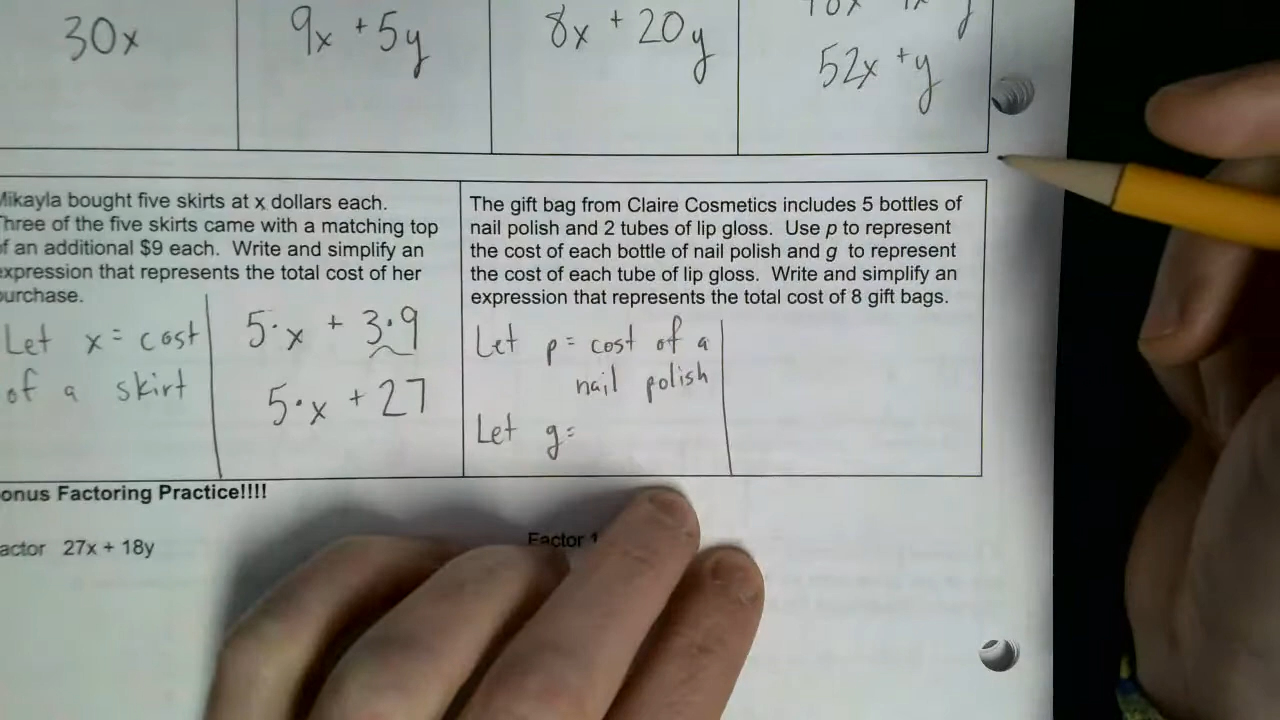 30x
9x + 5y
8x + 20y
52x + y
Mikayla bought five skirts at x dollars each.
Three of the five skirts came with a matching top
of an additional $9 each. Write and simplify an
expression that represents the total cost of her
purchase.
Let x = cost
of a skirt
5·x + 3·9
5·x + 27
The gift bag from Claire Cosmetics includes 5 bottles of
nail polish and 2 tubes of lip gloss. Use p to represent
the cost of each bottle of nail polish and g to represent
the cost of each tube of lip gloss. Write and simplify an
expression that represents the total cost of 8 gift bags.
Let p = cost of a
nail polish
Let g =
onus Factoring Practice!!!!
actor 27x + 18y
Factor